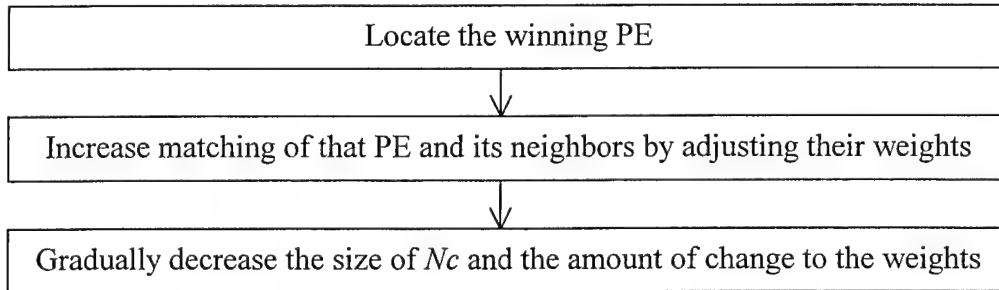 Locate the winning PE
Increase matching of that PE and its neighbors by adjusting their weights
Gradually decrease the size of Nc and the amount of change to the weights